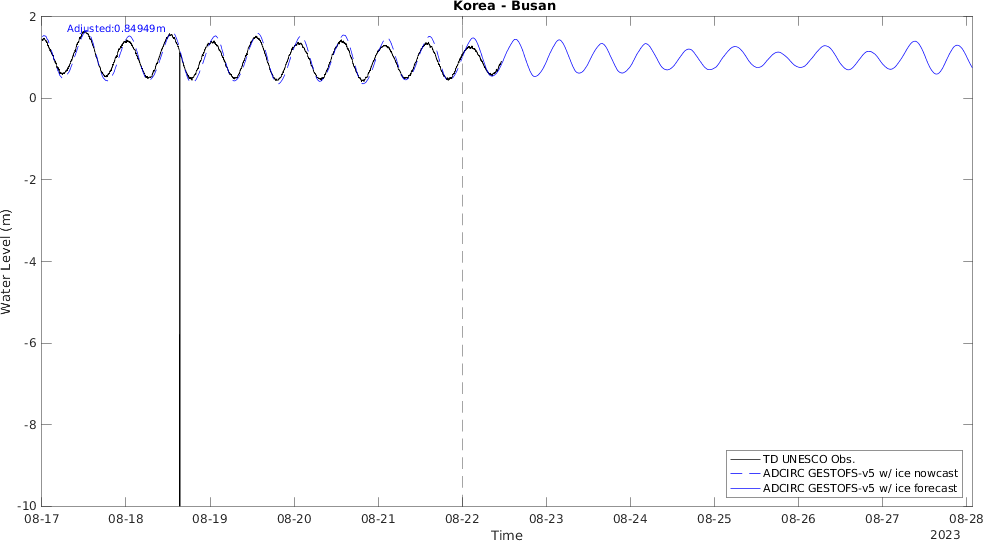 Korea - Busan
Adjusted:0.84949m
2
0
-2
-4
-6
-8
-10
Water Level (m)
08-17 08-18 08-19 08-20 08-21 08-22 08-23 08-24 08-25 08-26 08-27 08-28
Time
2023
TD UNESCO Obs.
ADCIRC GESTOFS-v5 w/ ice nowcast
ADCIRC GESTOFS-v5 w/ ice forecast